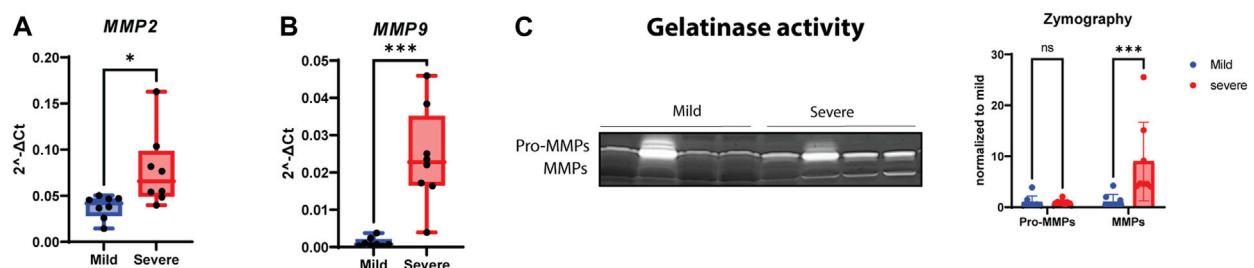 A
MMP2
*
2^-ΔCt
0.20
0.15
0.10
0.05
0.00
Mild
Severe
B
MMP9
***
2^-ΔCt
0.05
0.04
0.03
0.02
0.01
0.00
Mild
Severe
C
Gelatinase activity
Mild
Severe
Pro-MMPs
MMPs
Zymography
ns
***
normalized to mild
30
20
10
0
Pro-MMPs
MMPs
Mild
severe